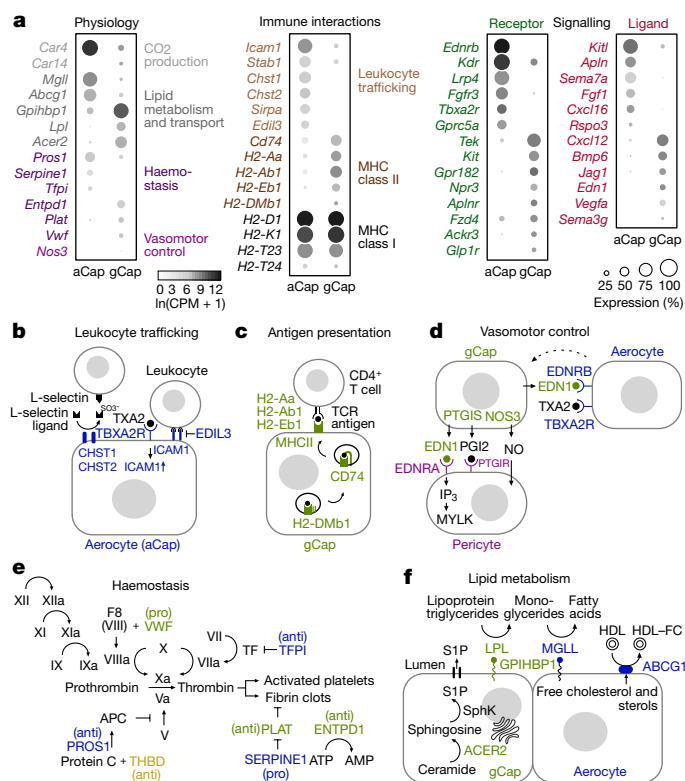 a
Physiology
Car4
Car14
Mgll
Abcg1
Gpihbp1
Lpl
Acer2
Pros1
Serpine1
Tfpi
Entpd1
Plat
Vwf
Nos3
CO2
production
Lipid
metabolism
and transport
Haemo-
stasis
Vasomotor
control
aCap gCap
0 3 6 9 12
ln(CPM + 1)
Immune interactions
Icam1
Stab1
Chst1
Chst2
Sirpa
Edil3
Cd74
H2-Aa
H2-Ab1
H2-Eb1
H2-DMb1
H2-D1
H2-K1
H2-T23
H2-T24
Leukocyte
trafficking
MHC
class II
MHC
class I
aCap gCap
Receptor
Signalling
Ligand
Ednrb
Kdr
Lrp4
Fgfr3
Tbxa2r
Gprc5a
Tek
Kit
Gpr182
Npr3
Aplnr
Fzd4
Ackr3
Glp1r
aCap gCap
Kitl
Apln
Sema7a
Fgf1
Cxcl16
Rspo3
Cxcl12
Bmp6
Jag1
Edn1
Vegfa
Sema3g
aCap gCap
25 50 75 100
Expression (%)
b
Leukocyte trafficking
Leukocyte
L-selectin
L-selectin
ligand
SO3-
TXA2
TBXA2R
EDIL3
CHST1
CHST2
ICAM1
ICAM1↑
Aerocyte (aCap)
c
Antigen presentation
CD4+
T cell
H2-Aa
H2-Ab1
H2-Eb1
TCR
antigen
MHCII
CD74
H2-DMb1
gCap
d
Vasomotor control
gCap
Aerocyte
EDNRB
EDN1
TXA2
TBXA2R
PTGIS NOS3
EDN1 PGI2
NO
EDNRA
PTGIR
IP3
MYLK
Pericyte
e
Haemostasis
XII XIIa
XI XIa
IX IXa
F8
(VIII)
+
(pro)
VWF
VIIIa
X
VII
VIIa
TF
(anti)
TFPI
Prothrombin
Xa
Va
Thrombin
Activated platelets
Fibrin clots
APC
V
(anti)
PROS1
Protein C + THBD
(anti)
(anti)PLAT
SERPINE1
(pro)
(anti)
ENTPD1
ATP AMP
f
Lipid metabolism
Lipoprotein
triglycerides
Mono-
glycerides
Fatty
acids
S1P
LPL
GPIHBP1
MGLL
HDL HDL–FC
ABCG1
Lumen
S1P
SphK
Sphingosine
ACER2
Ceramide
gCap
Free cholesterol and
sterols
Aerocyte